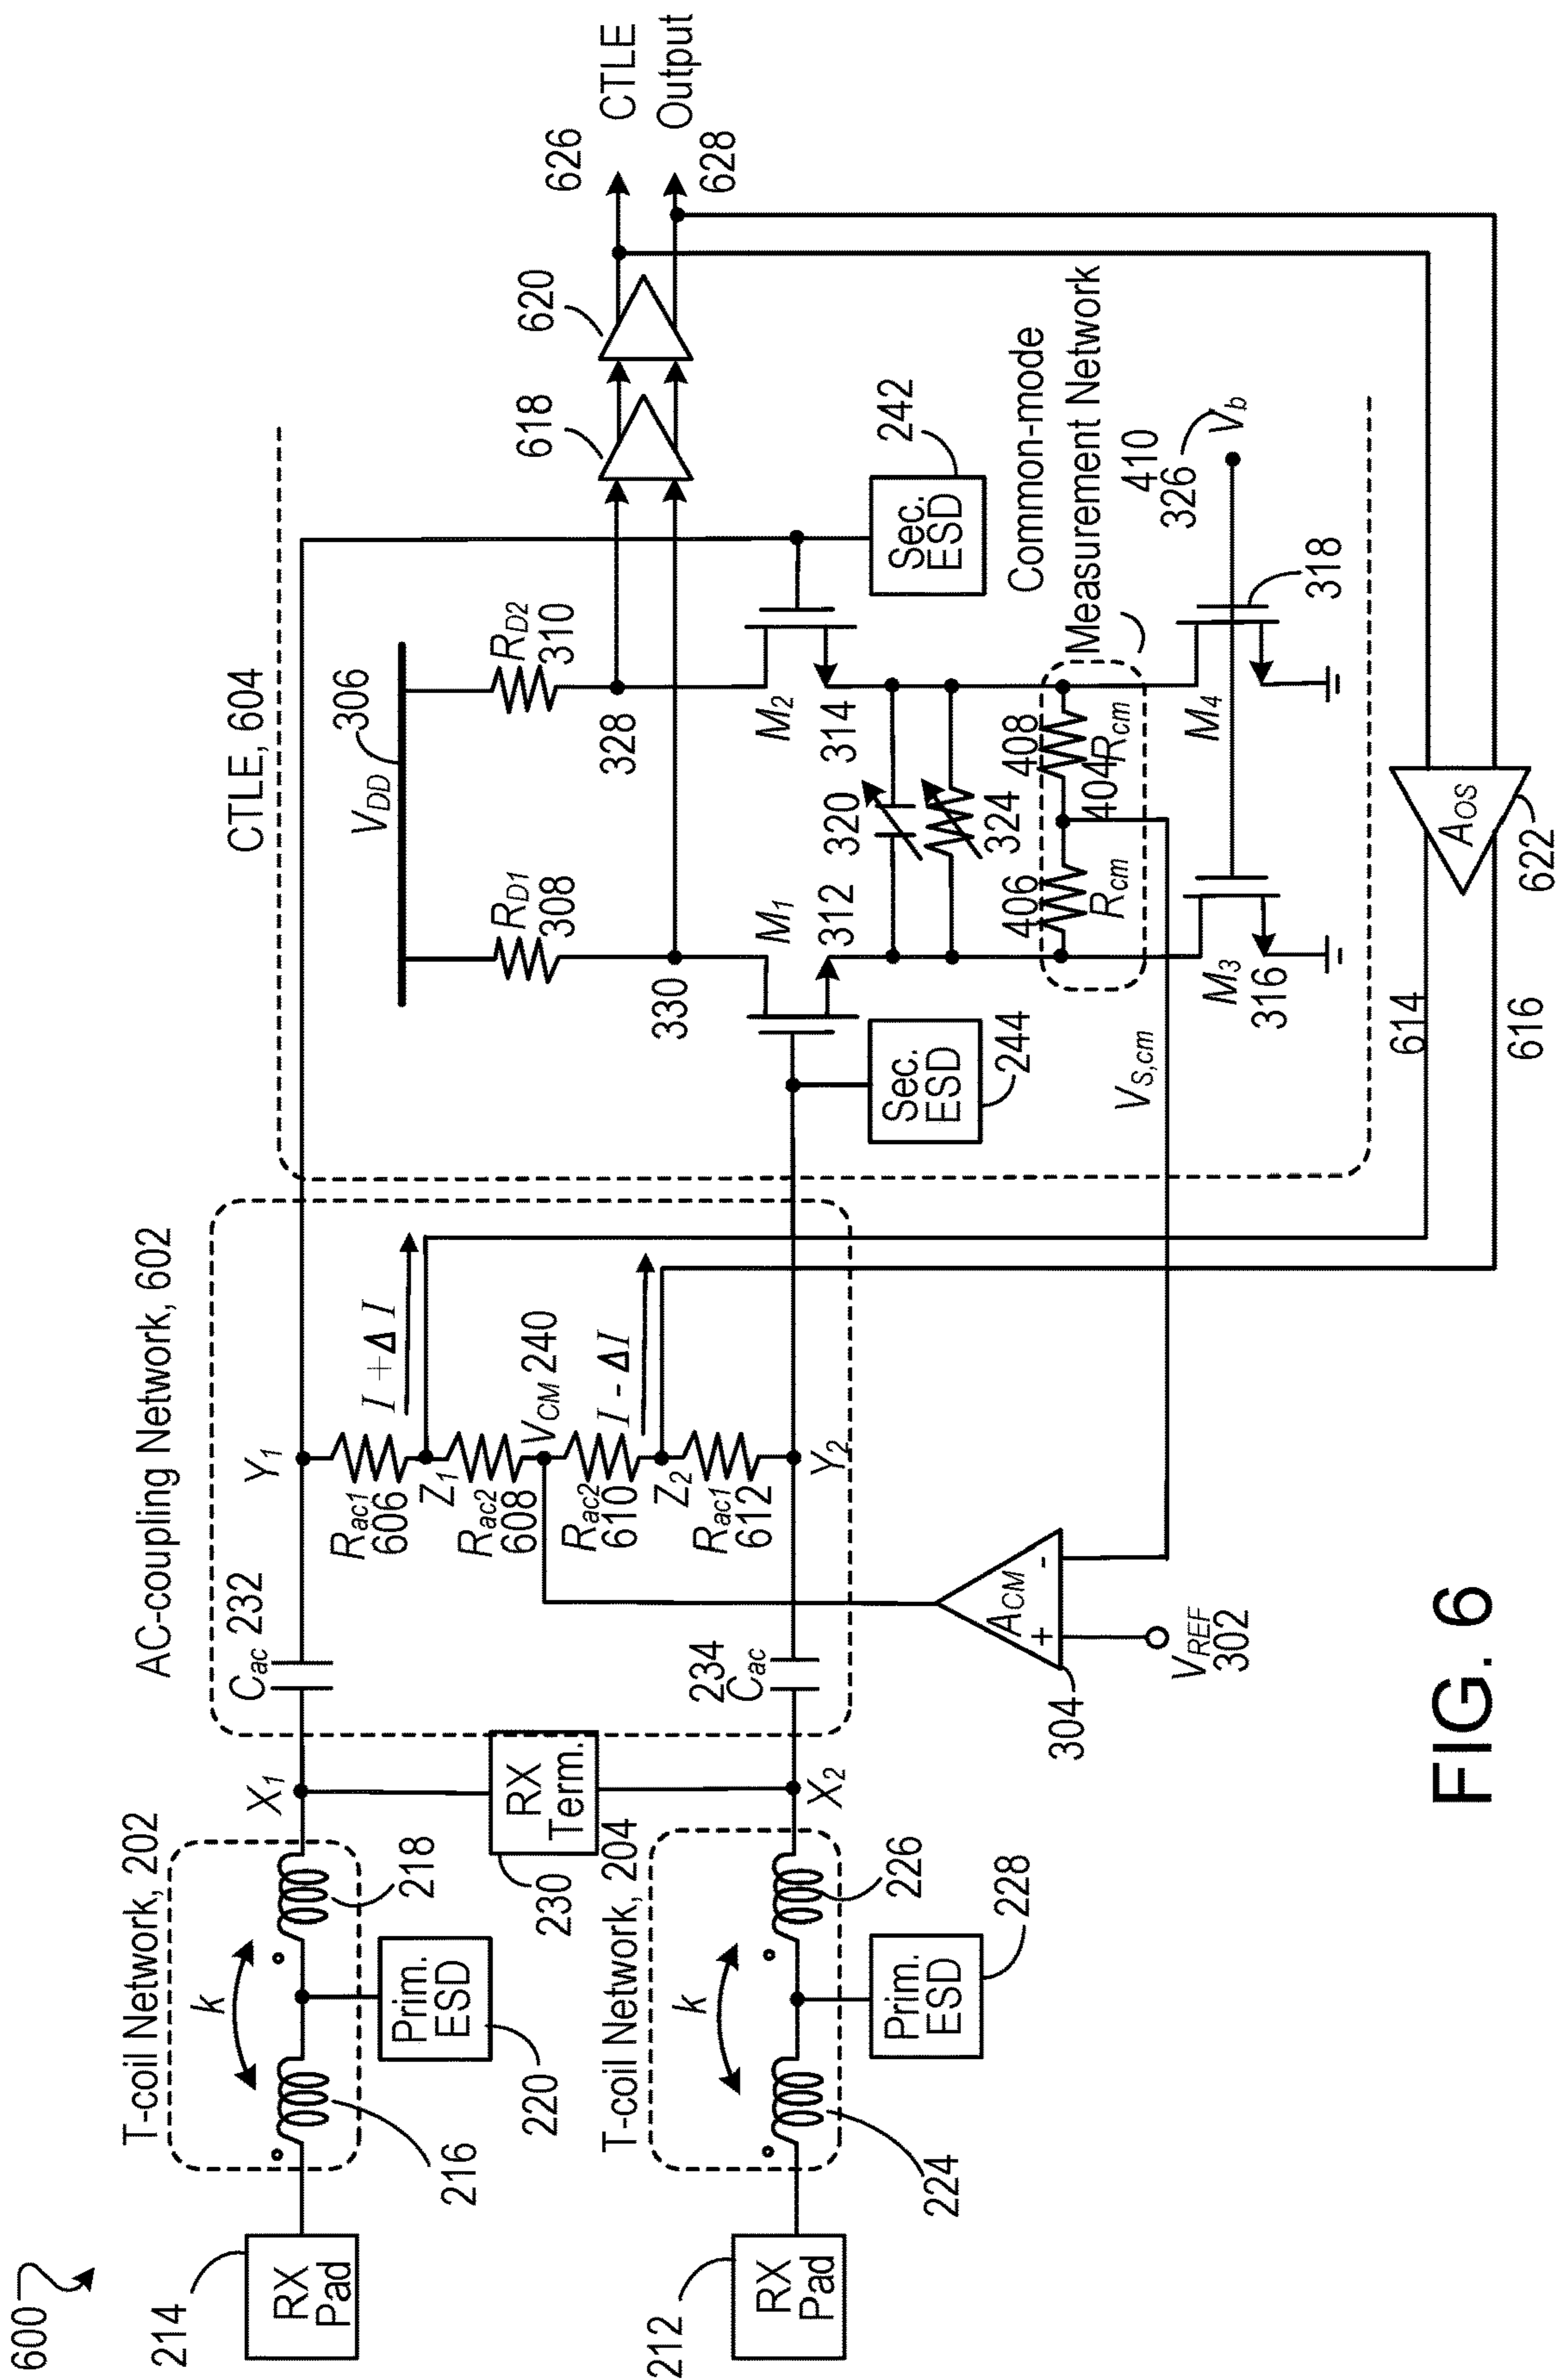 600
CTLE, 604
AC-coupling Network, 602
T-coil Network, 202
214
RX
Pad
216
k
Prim.
ESD
220
218
X1
RX
Term.
230
T-coil Network, 204
212
RX
Pad
224
k
Prim.
ESD
228
226
X2
Cac
232
234
Cac
Y1
Rac1
606
Z1
Rac2
608
VCM 240
Rac2
610
Z2
Rac1
612
Y2
I + Δ I
I - Δ I
ACM
+
-
304
VREF
302
VS,cm
VDD
306
RD1
308
RD2
310
330
328
M1
312
M2
314
Sec.
ESD
244
Sec.
ESD
242
320
324
406
Rcm
408
404
Rcm
Common-mode
Measurement Network
410
326
Vb
M3
316
M4
318
618
620
626
CTLE
Output
628
614
616
AOS
622
FIG. 6